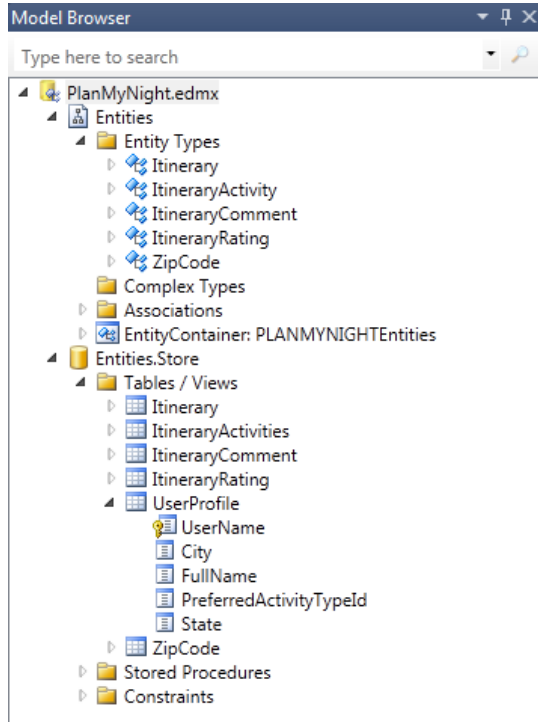 Model Browser
Type here to search
PlanMyNight.edmx
Entities
Entity Types
Itinerary
ItineraryActivity
ItineraryComment
ItineraryRating
ZipCode
Complex Types
Associations
EntityContainer: PLANMYNIGHTEntities
Entities.Store
Tables / Views
Itinerary
ItineraryActivities
ItineraryComment
ItineraryRating
UserProfile
UserName
City
FullName
PreferredActivityTypeId
State
ZipCode
Stored Procedures
Constraints